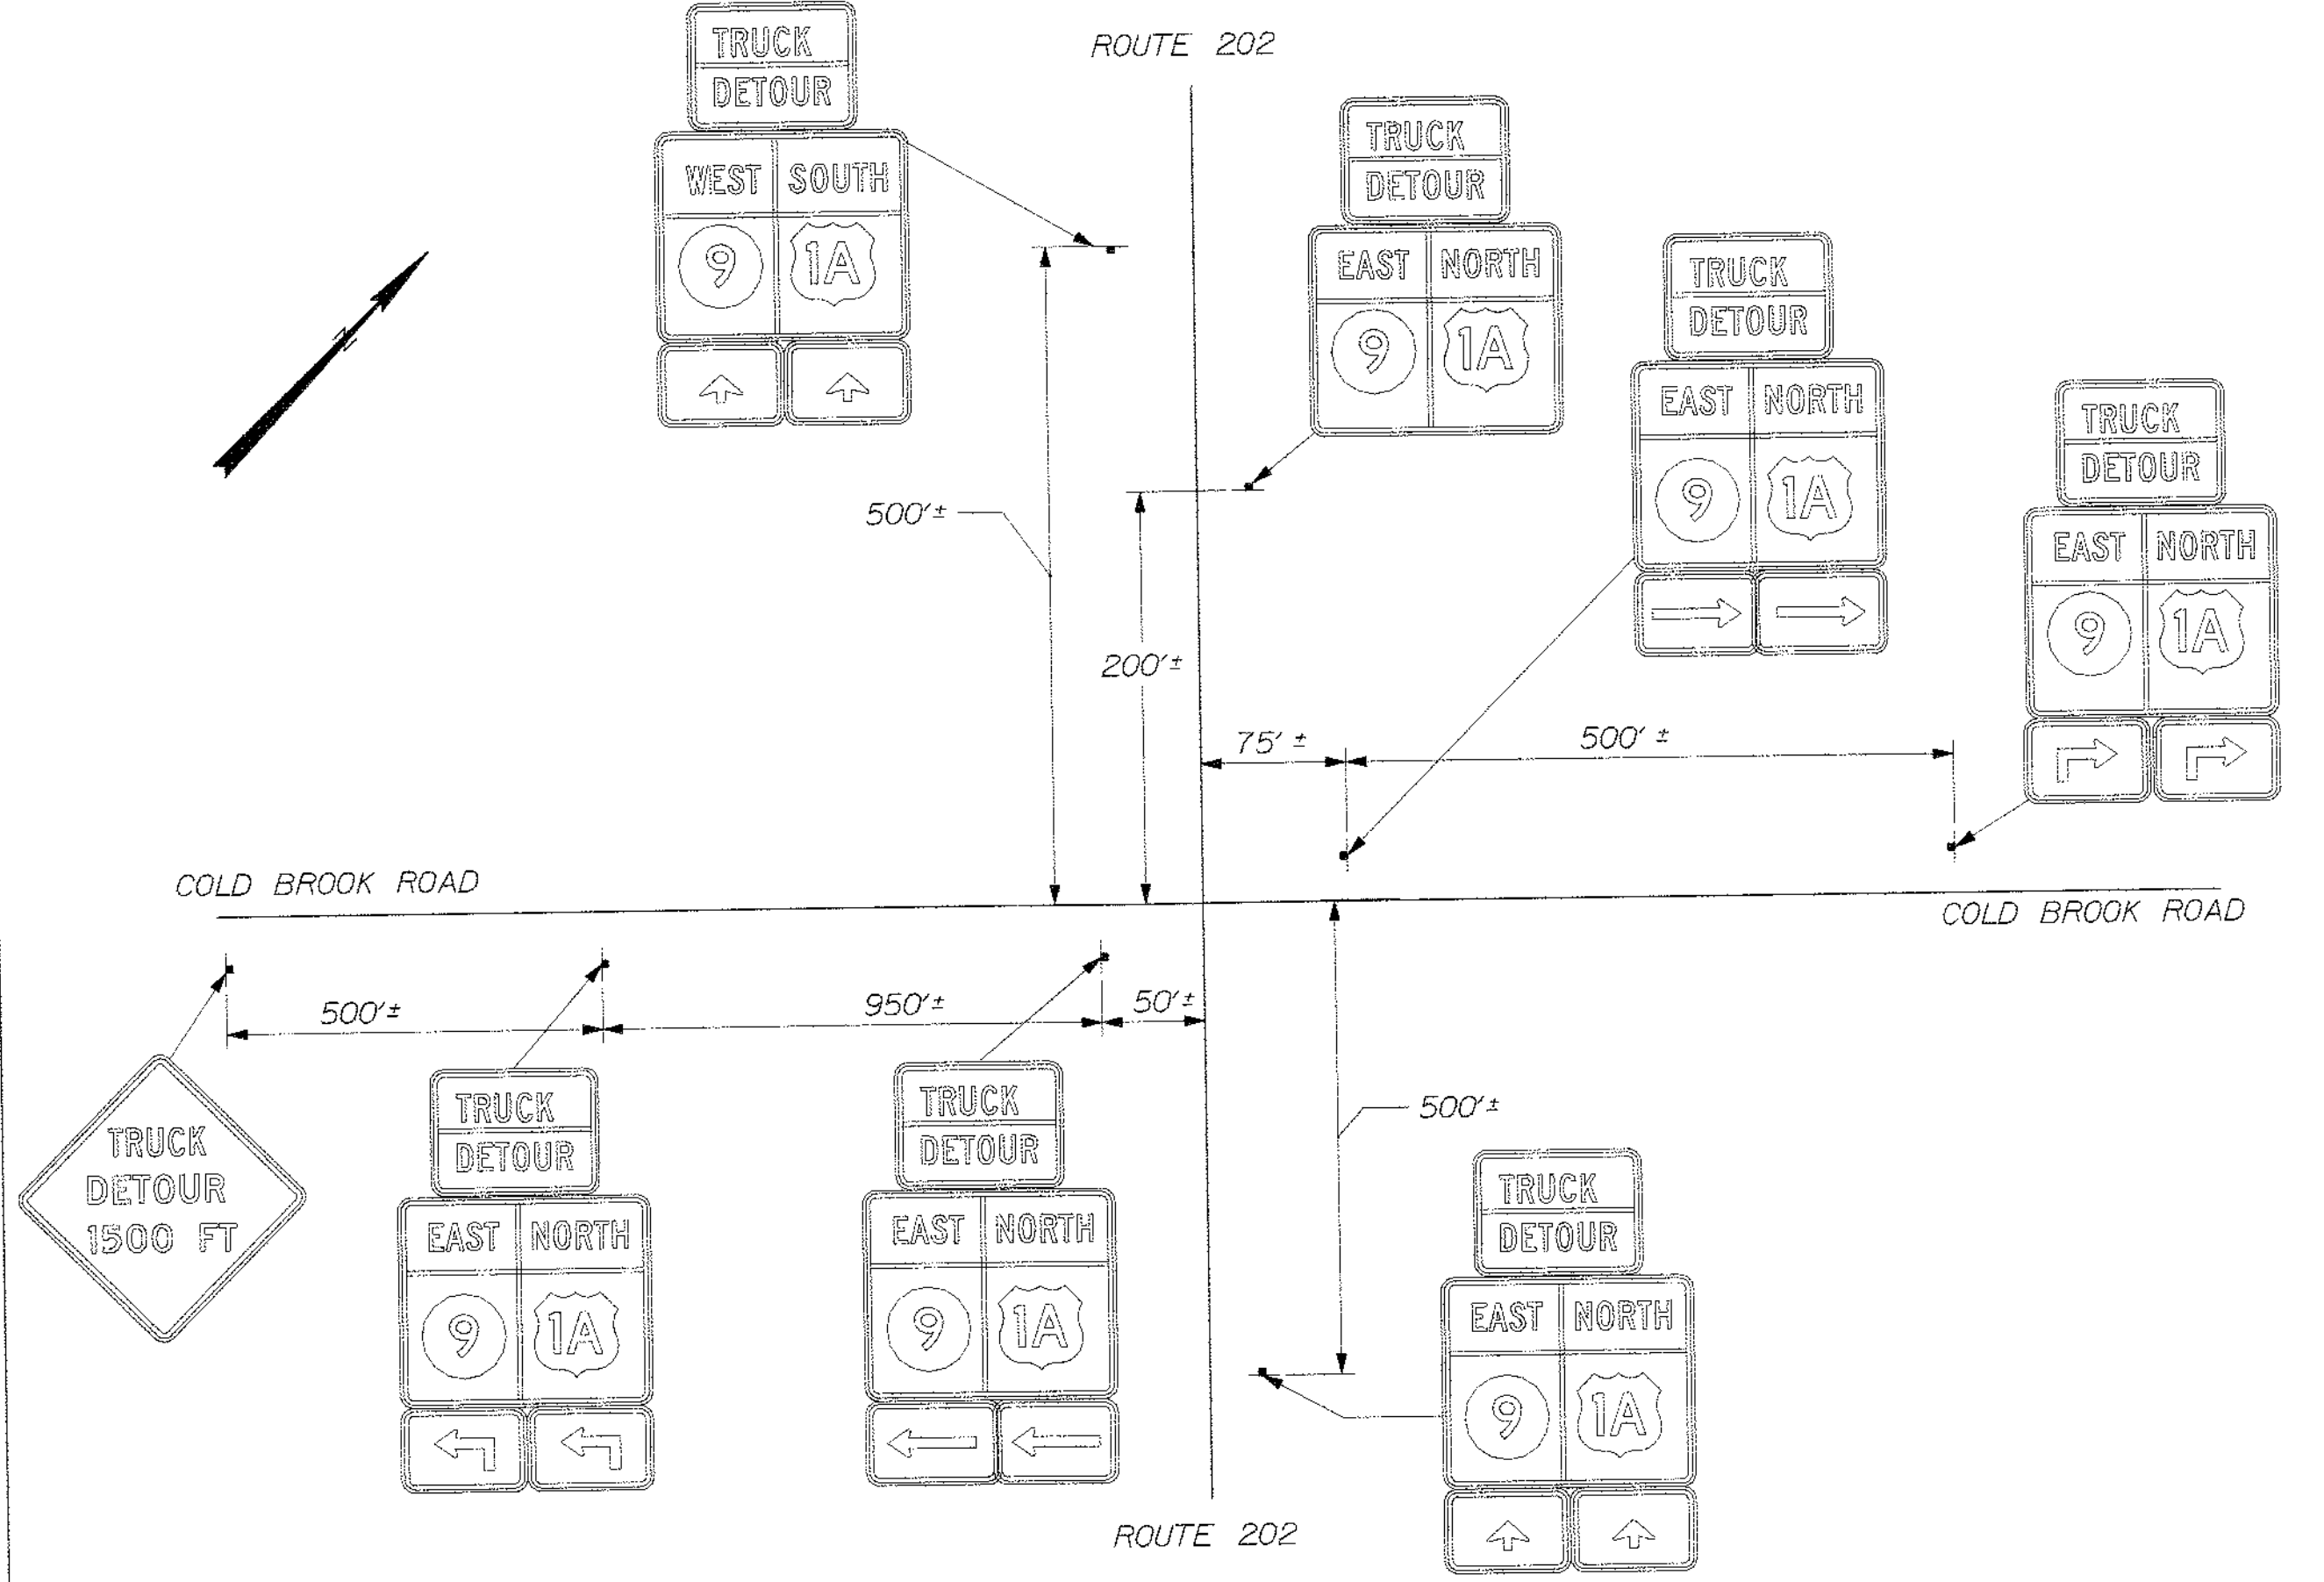 ROUTE 202
TRUCK
DETOUR
WEST SOUTH
9 1A
TRUCK
DETOUR
EAST NORTH
9 1A
TRUCK
DETOUR
EAST NORTH
9 1A
TRUCK
DETOUR
EAST NORTH
9 1A
500'±
200'±
75' ±
500' ±
COLD BROOK ROAD
COLD BROOK ROAD
500'±
950'±
50'±
500'±
TRUCK
DETOUR
1500 FT
TRUCK
DETOUR
EAST NORTH
9 1A
TRUCK
DETOUR
EAST NORTH
9 1A
TRUCK
DETOUR
EAST NORTH
9 1A
ROUTE 202